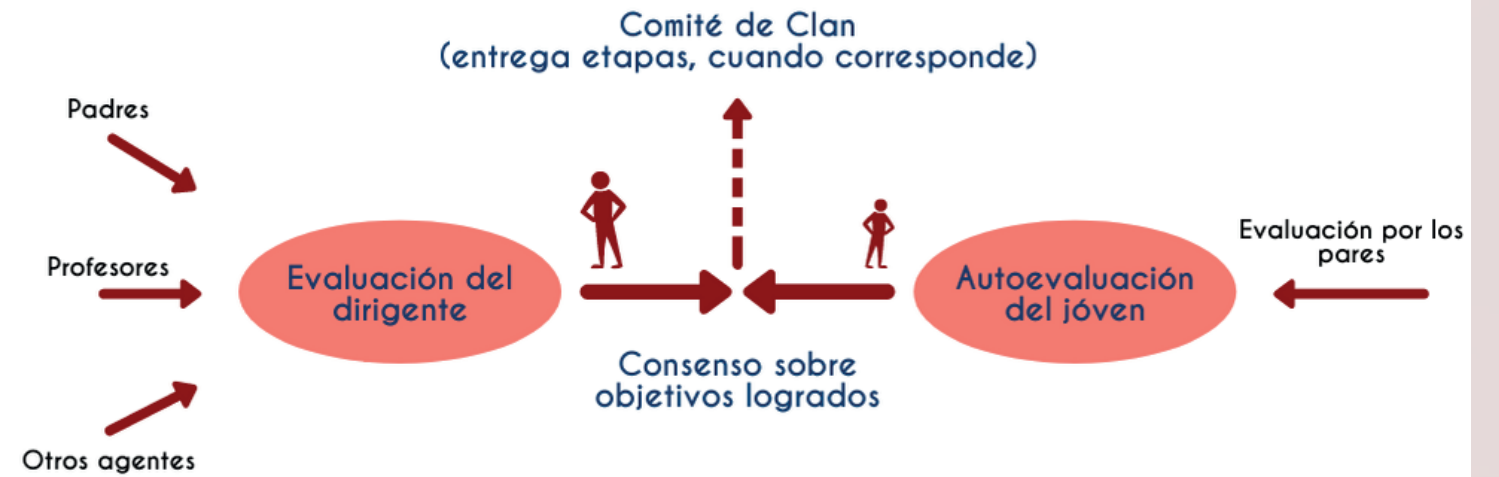 Comité de Clan
(entrega etapas, cuando corresponde)
Padres
Profesores
Otros agentes
Evaluación del
dirigente
Consenso sobre
objetivos logrados
Autoevaluación
del jóven
Evaluación por los
pares